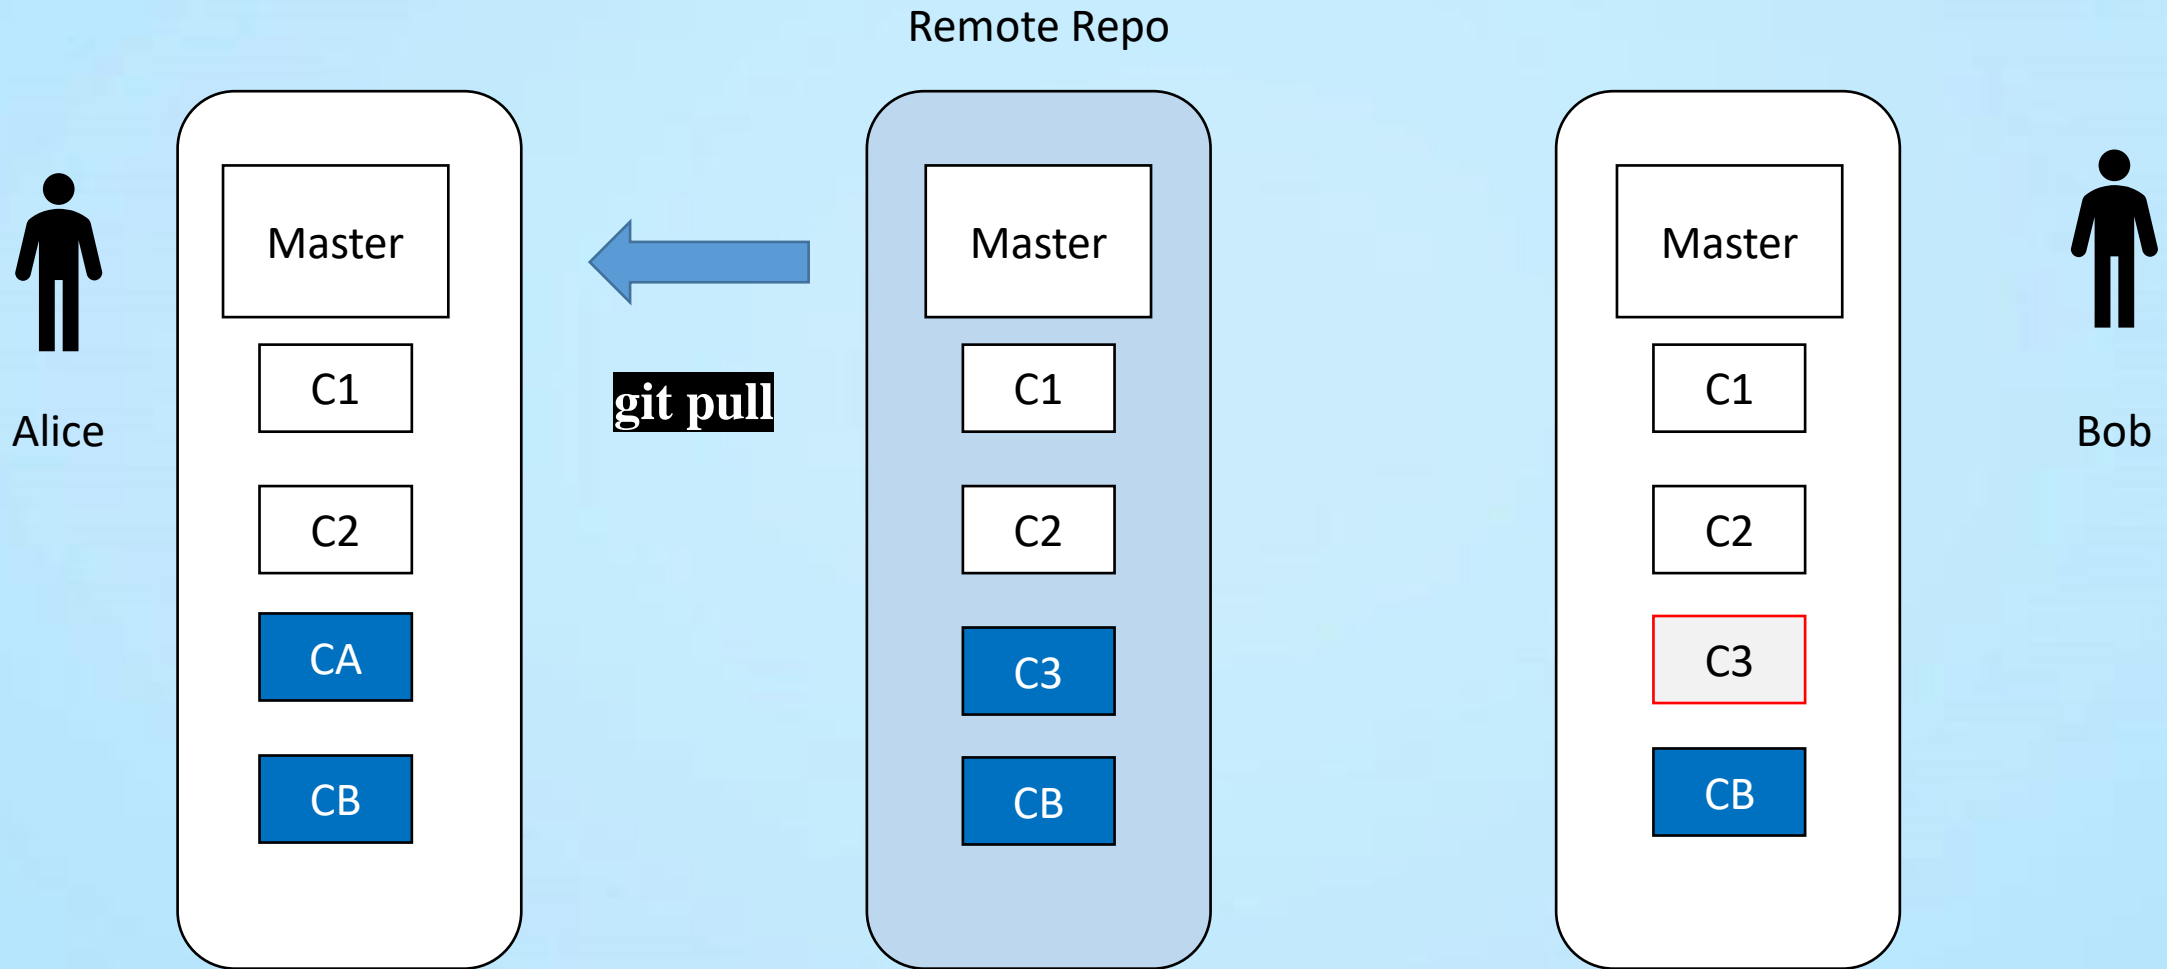 Remote Repo
Alice
Master
C1
C2
CA
CB
git pull
Master
C1
C2
C3
CB
Master
C1
C2
C3
CB
Bob